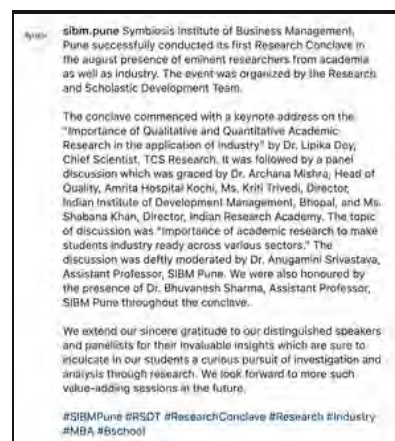 sibm.pune Symbiosis Institute of Business Management,
Pune successfully conducted its first Research Conclave in
the august presence of eminent researchers from academia
as well as industry. The event was organized by the Research
and Scholastic Development Team.
The conclave commenced with a keynote address on the
"Importance of Qualitative and Quantitative Academic
Research in the application of industry" by Dr. Lipika Dey,
Chief Scientist, TCS Research. It was followed by a panel
discussion which was graced by Dr. Archana Mishra, Head of
Quality, Amrita Hospital Kochi, Ms. Kriti Trivedi, Director,
Indian Institute of Development Management, Bhopal, and Ms.
Shabana Khan, Director, Indian Research Academy. The topic
of discussion was "Importance of academic research to make
students industry ready across various sectors." The
discussion was deftly moderated by Dr. Anugamini Srivastava,
Assistant Professor, SIBM Pune. We were also honoured by
the presence of Dr. Bhuvanesh Sharma, Assistant Professor,
SIBM Pune throughout the conclave.
We extend our sincere gratitude to our distinguished speakers
and panellists for their invaluable insights which are sure to
inculcate in our students a curious pursuit of investigation and
analysis through research. We look forward to more such
value-adding sessions in the future.
#SIBMPune #RSDT #ResearchConclave #Research #Industry
#MBA #Bschool